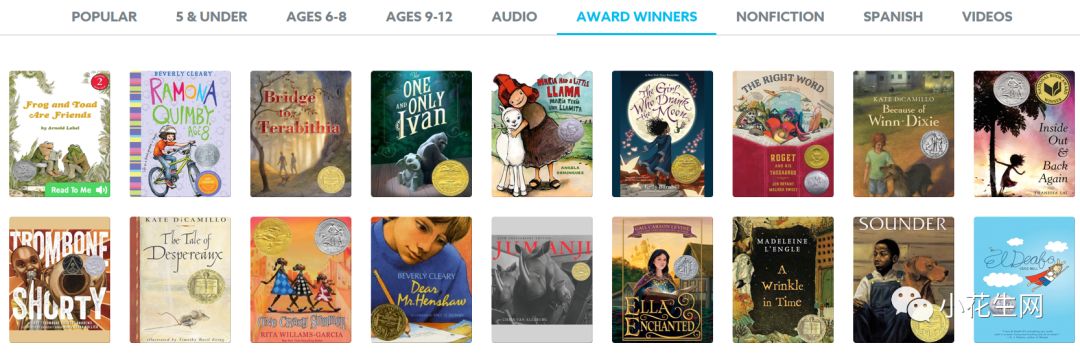 POPULAR 5 & UNDER AGES 6-8 AGES 9-12 AUDIO AWARD WINNERS NONFICTION SPANISH VIDEOS
Frog and Toad
Are Friends
by Arnold Lobel
2
Read To Me
BEVERLY CLEARY
RAMONA
QUIMBY,
AGE 8
Bridge
to
Terabithia
THE
ONE
AND ONLY
Ivan
MARIA HAD A LITTLE
LLAMA
MARÍA TENÍA
UNA LLAMITA
ANGELA
DOMINGUEZ
The Girl
Who Drank
the Moon
Kelly Barnhill
THE RIGHT WORD
ROGET
AND HIS
THESAURUS
JEN BRYANT
MELISSA SWEET
KATE DICAMILLO
Because of
Winn-Dixie
Inside
Out &
Back
Again
THANHHA LAI
TROMBONE
SHORTY
KATE DICAMILLO
The Tale of
Despereaux
illustrated by Timothy Basil Ering
ONE CRAZY SUMMER
RITA WILLIAMS-GARCIA
BEVERLY CLEARY
Dear
Mr. Henshaw
JUMANJI
CHRIS VAN ALLSBURG
GAIL CARSON LEVINE
ELLA
ENCHANTED
MADELEINE
L'ENGLE
A
Wrinkle
in Time
SOUNDER
El Deafo
CECE BELL
小花生网